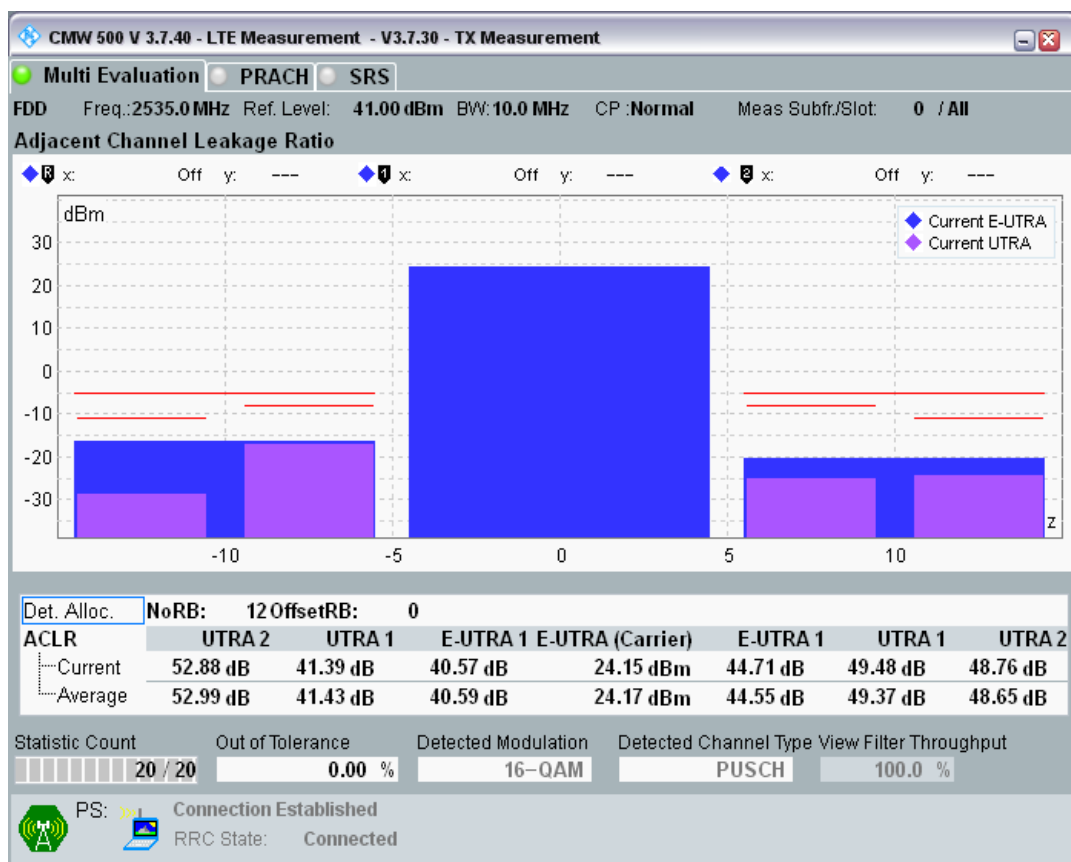 CMW 500 V 3.7.40 - LTE Measurement - V3.7.30 - TX Measurement
Multi Evaluation PRACH SRS
FDD Freq.:2535.0 MHz Ref. Level: 41.00 dBm BW:10.0 MHz CP :Normal Meas Subfr./Slot: 0 / All
Adjacent Channel Leakage Ratio
R x: Off y: --- 1 x: Off y: --- 2 x: Off y: ---
dBm
Current E-UTRA
Current UTRA
30
20
10
0
-10
-20
-30
z
-10 -5 0 5 10
Det. Alloc. NoRB: 12 OffsetRB: 0
ACLR UTRA 2 UTRA 1 E-UTRA 1 E-UTRA (Carrier) E-UTRA 1 UTRA 1 UTRA 2
Current 52.88 dB 41.39 dB 40.57 dB 24.15 dBm 44.71 dB 49.48 dB 48.76 dB
Average 52.99 dB 41.43 dB 40.59 dB 24.17 dBm 44.55 dB 49.37 dB 48.65 dB
Statistic Count Out of Tolerance Detected Modulation Detected Channel Type View Filter Throughput
20 / 20 0.00 % 16-QAM PUSCH 100.0 %
PS: Connection Established
RRC State: Connected